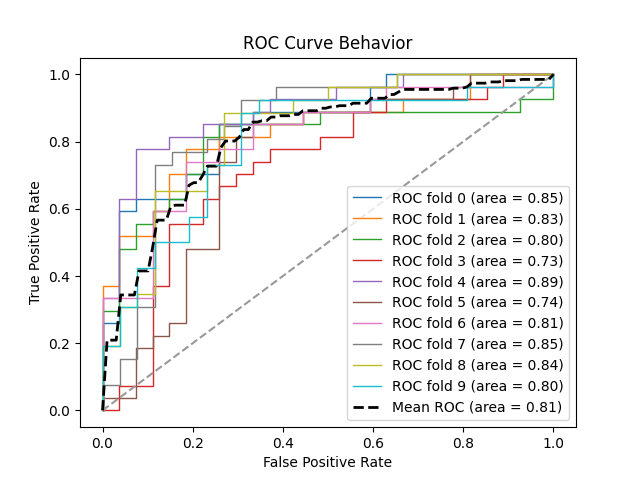 ROC Curve Behavior
True Positive Rate
1.0
0.8
0.6
0.4
0.2
0.0
ROC fold 0 (area = 0.85)
ROC fold 1 (area = 0.83)
ROC fold 2 (area = 0.80)
ROC fold 3 (area = 0.73)
ROC fold 4 (area = 0.89)
ROC fold 5 (area = 0.74)
ROC fold 6 (area = 0.81)
ROC fold 7 (area = 0.85)
ROC fold 8 (area = 0.84)
ROC fold 9 (area = 0.80)
Mean ROC (area = 0.81)
0.0 0.2 0.4 0.6 0.8 1.0
False Positive Rate